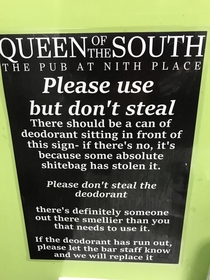 QUEEN OF THE SOUTH
THE PUB AT NITH PLACE
Please use
but don't steal
There should be a can of
deodorant sitting in front of
this sign- if there's no, it's
because some absolute
shitebag has stolen it.
Please don't steal the
deodorant
there's definitely someone
out there smellier than you
that needs to use it.
If the deodorant has run out,
please let the bar staff know
and we will replace it